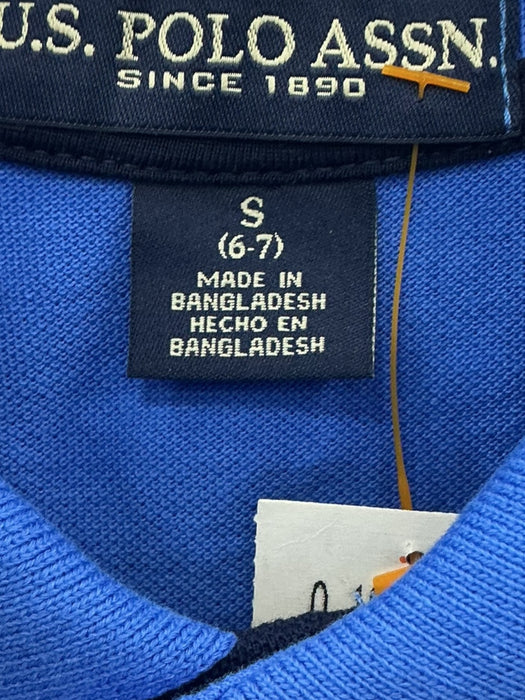 U.S. POLO ASSN.
SINCE 1890
S
(6-7)
MADE IN
BANGLADESH
HECHO EN
BANGLADESH